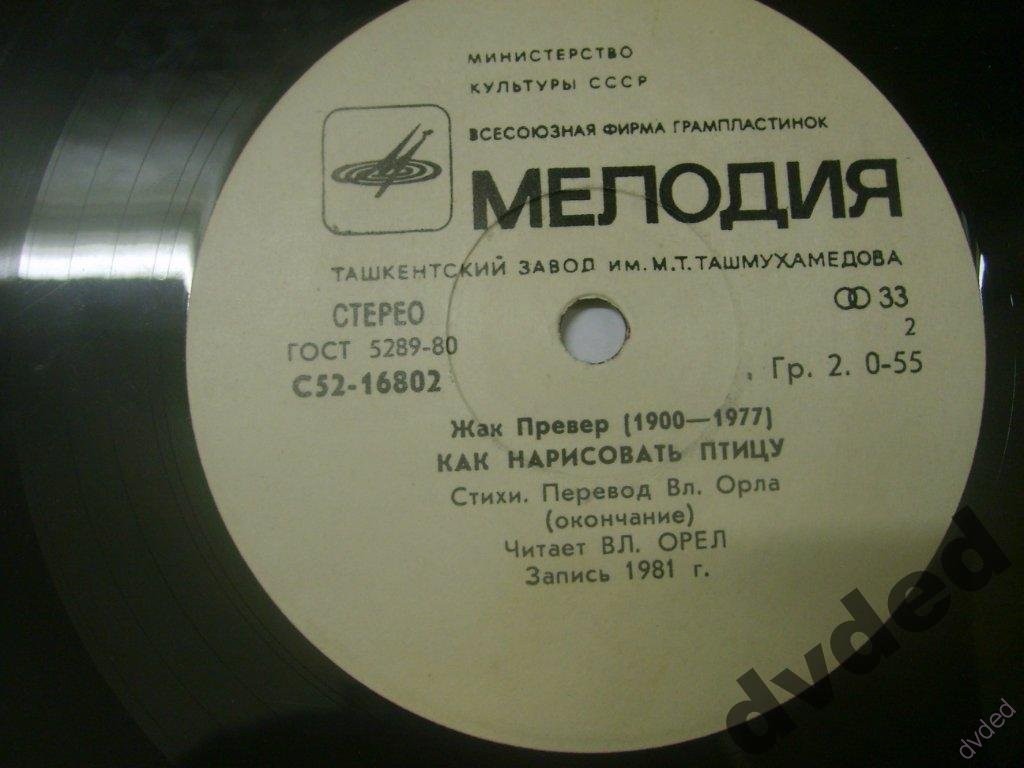 МИНИСТЕРСТВО
КУЛЬТУРЫ СССР
ВСЕСОЮЗНАЯ ФИРМА ГРАМПЛАСТИНОК
МЕЛОДИЯ
ТАШКЕНТСКИЙ ЗАВОД ИМ. М.Т. ТАШМУХАМЕДОВА
СТЕРЕО
33
ГОСТ 5289-80
2
С52-16802
Гр. 2. 0-55
Жак Превер (1900—1977)
КАК НАРИСОВАТЬ ПТИЦУ
Стихи. Перевод Вл. Орла
(окончание)
Читает ВЛ. ОРЕЛ
Запись 1981 г.
dvded
dvded